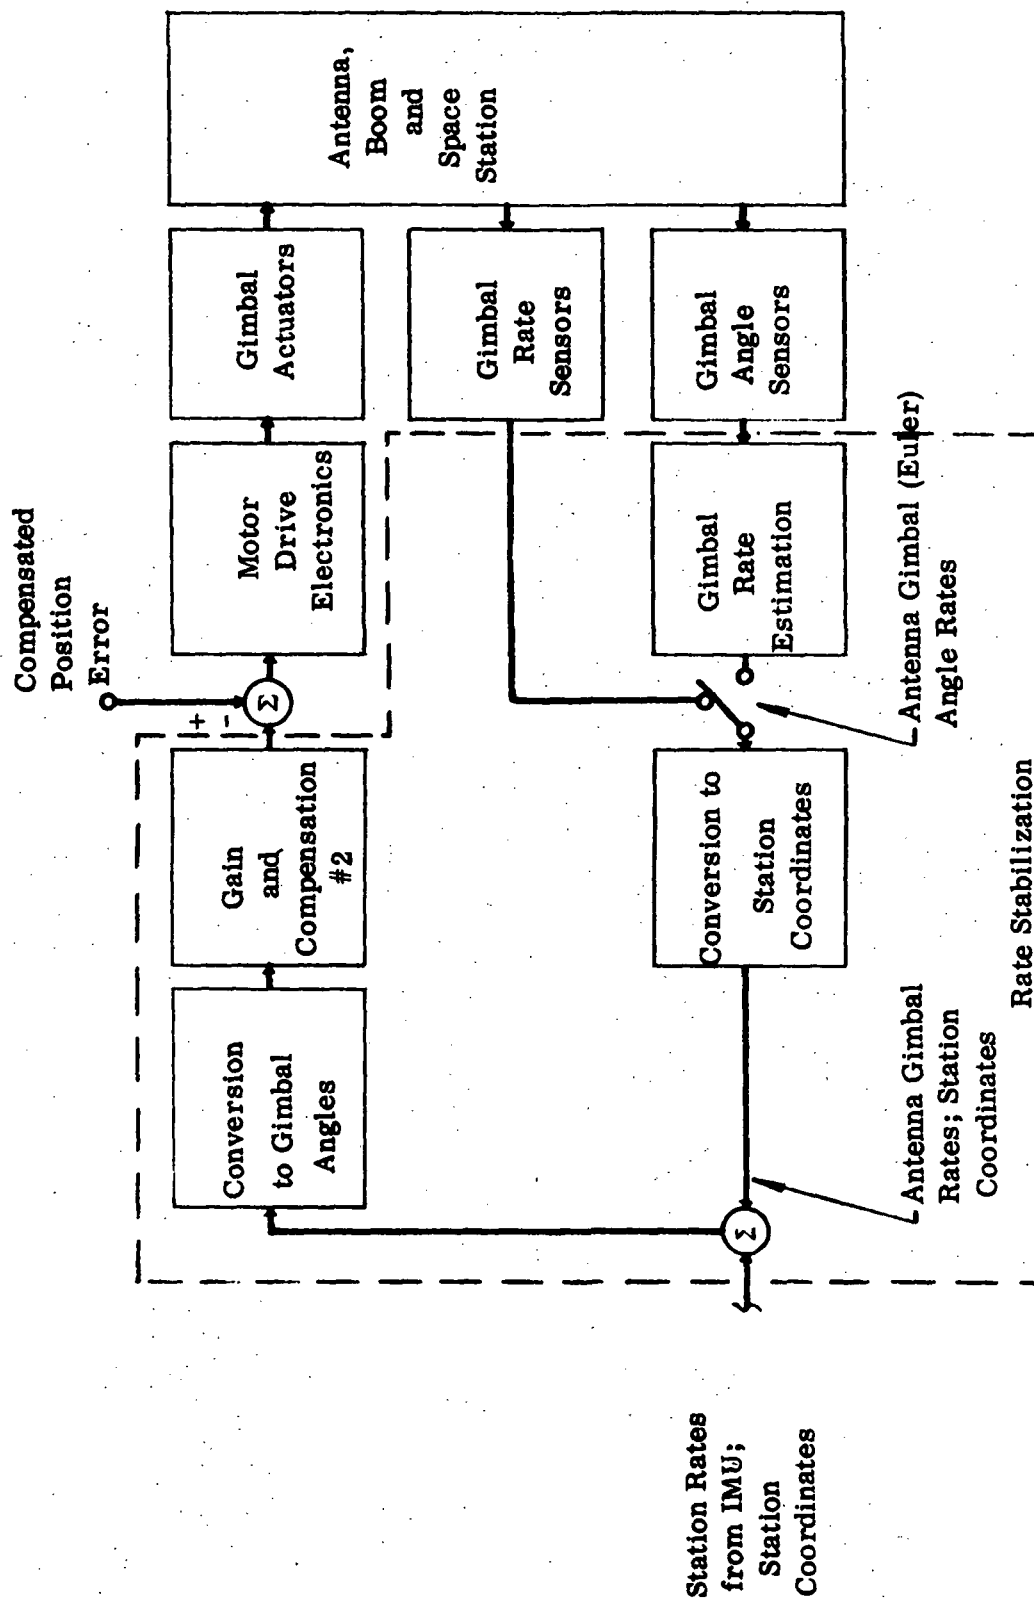 Compensated
Position
Error
+
-
Σ
Conversion
to Gimbal
Angles
Gain
and
Compensation
#2
Motor
Drive
Electronics
Gimbal
Actuators
Antenna,
Boom
and
Space
Station
Gimbal
Rate
Sensors
Gimbal
Angle
Sensors
Gimbal
Rate
Estimation
Conversion to
Station
Coordinates
Σ
Station Rates
from IMU;
Station
Coordinates
Antenna Gimbal
Rates; Station
Coordinates
Antenna Gimbal (Euler)
Angle Rates
Rate Stabilization